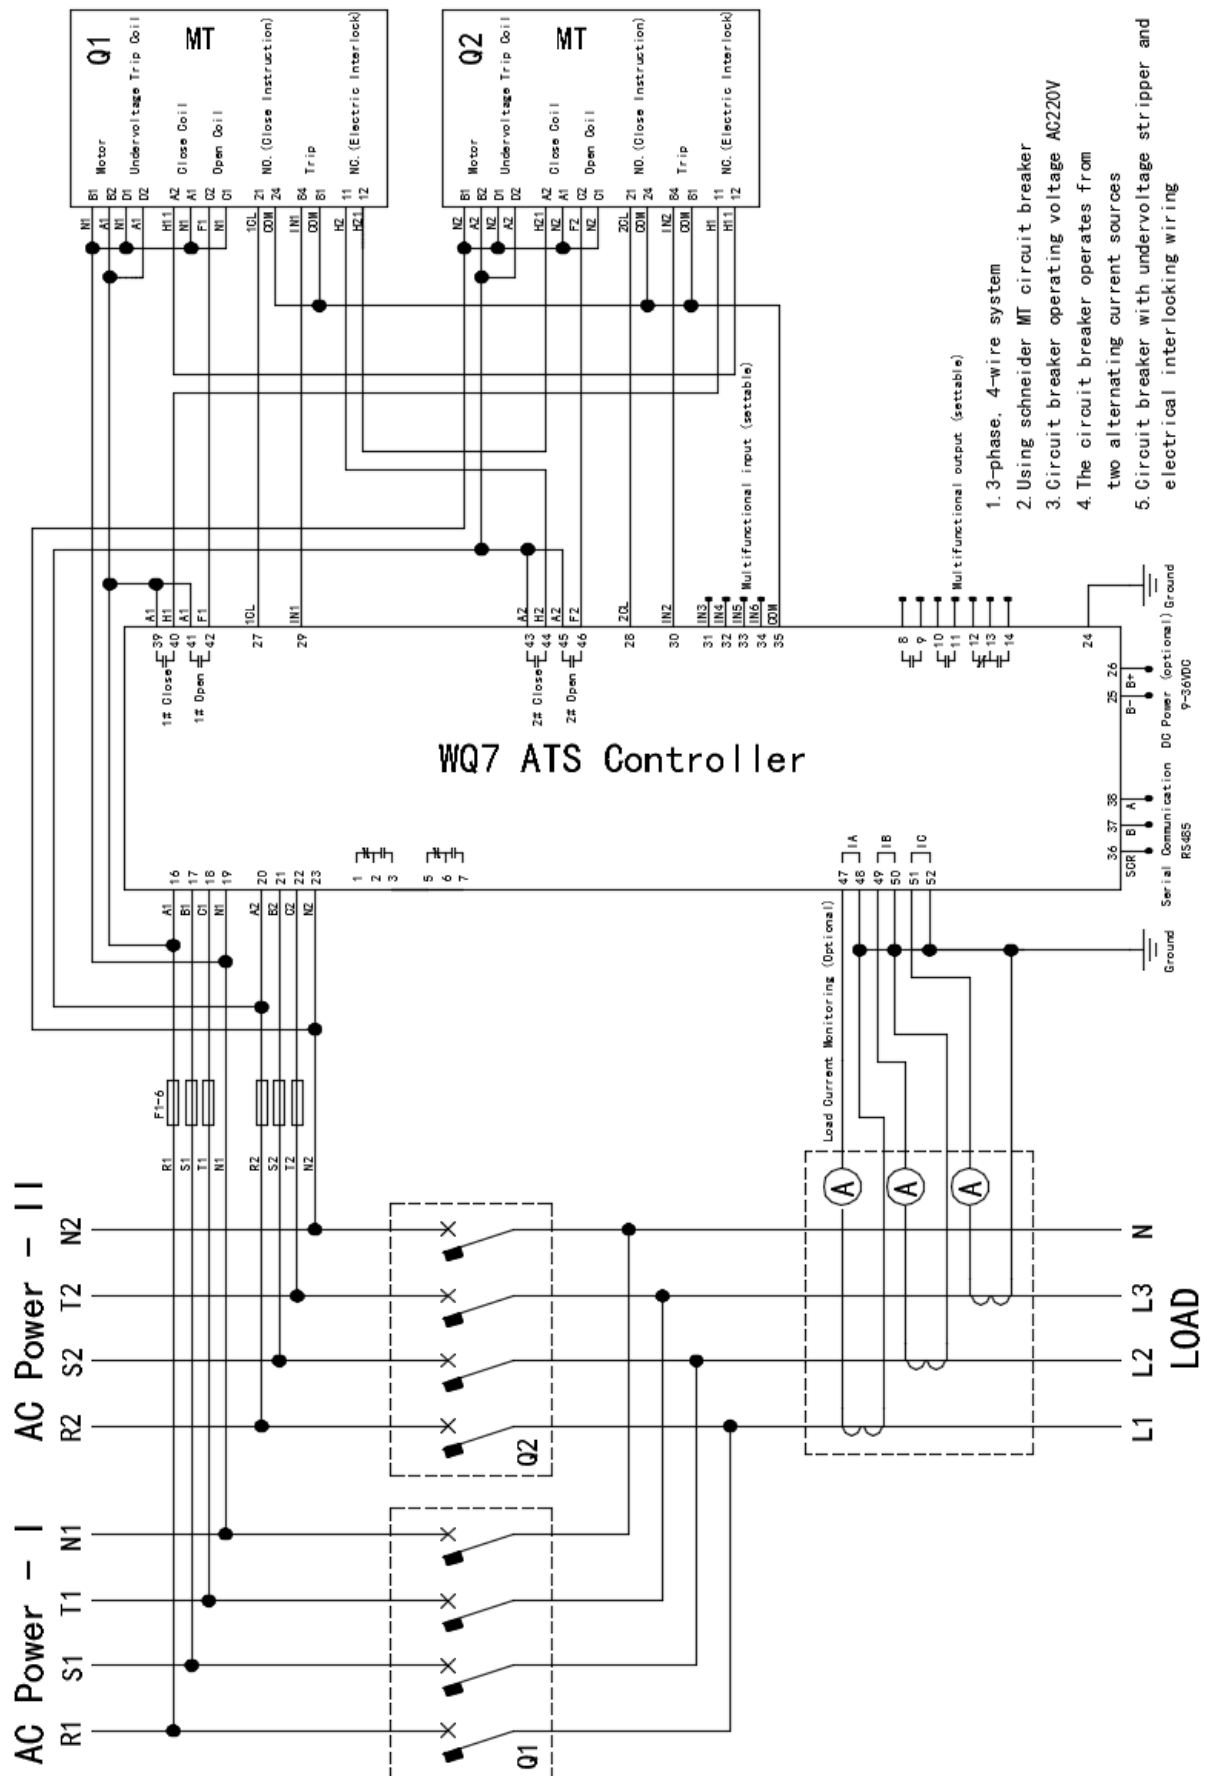 AC Power - I
R1
S1
T1
N1
AC Power - II
R2
S2
T2
N2
Q1
Q2
LOAD
L1
L2
L3
N
R1
S1
T1
N1
R2
S2
T2
N2
F1-6
A1
B1
C1
N1
A2
B2
C2
N2
16
17
18
19
20
21
22
23
1
2
3
5
6
7
Load Current Monitoring (Optional)
A
A
A
47
48
49
50
51
52
IA
IB
IC
Ground
WQ7 ATS Controller
36
37
38
25
26
SCR
B
A
B-
B+
Serial Communication
RS485
DC Power (optional)
9-36VDC
Ground
24
1# Close
1# Open
2# Close
2# Open
39
40
41
42
27
29
43
44
45
46
28
30
31
32
33
34
35
8
9
10
11
12
13
14
A1
H1
A1
F1
1CL
IN1
A2
H2
A2
F2
2CL
IN2
IN3
IN4
IN5
IN6
COM
Multifunctional input (settable)
Multifunctional output (settable)
N1
A1
N1
A1
H11
N1
F1
N1
1CL
COM
IN1
COM
H2
H21
B1
B2
D1
D2
A2
A1
C2
C1
21
24
84
81
11
12
Motor
Undervoltage Trip Coil
Close Coil
Open Coil
NO.(Close Instruction)
Trip
NC.(Electric Interlock)
Q1
MT
N2
A2
N2
A2
H21
N2
F2
N2
2CL
COM
IN2
COM
H1
H11
B1
B2
D1
D2
A2
A1
C2
C1
21
24
84
81
11
12
Motor
Undervoltage Trip Coil
Close Coil
Open Coil
NO.(Close Instruction)
Trip
NC.(Electric Interlock)
Q2
MT
1. 3-phase, 4-wire system
2. Using schneider MT circuit breaker
3. Circuit breaker operating voltage AC220V
4. The circuit breaker operates from
two alternating current sources
5. Circuit breaker with undervoltage stripper and
electrical interlocking wiring